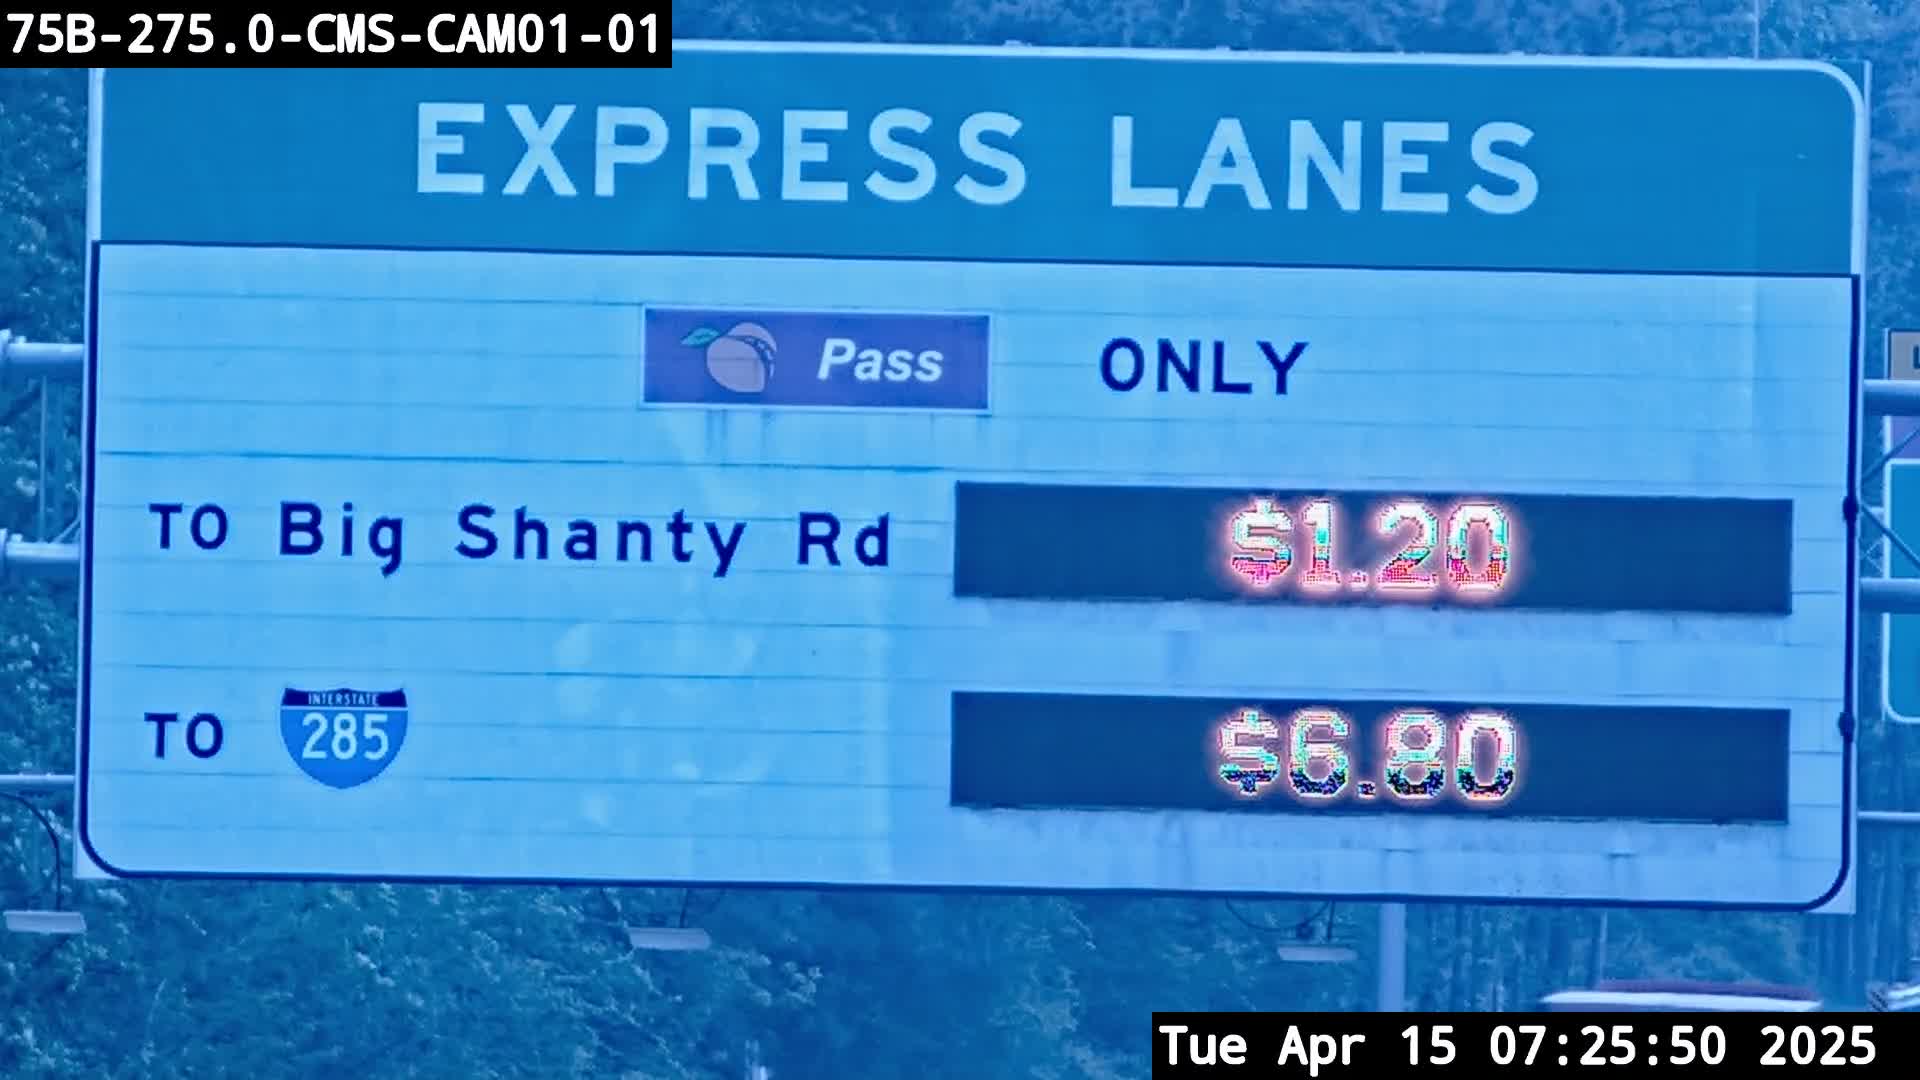 75B-275.0-CMS-CAM01-01
EXPRESS LANES
Pass ONLY
TO Big Shanty Rd $1.20
TO INTERSTATE 285 $6.80
Tue Apr 15 07:25:50 2025